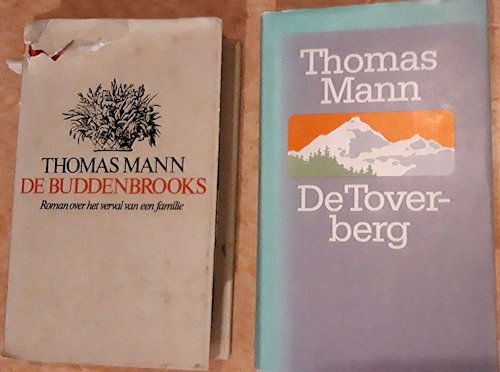 THOMAS MANN
DE BUDDENBROOKS
Roman over het verval van een familie
Thomas
Mann
De Tover-
berg